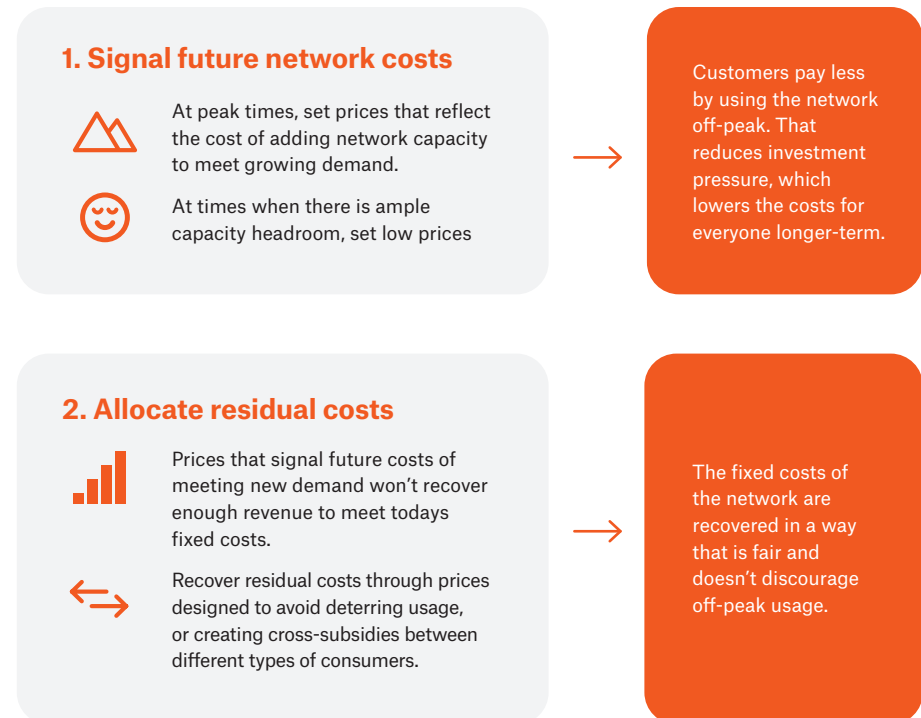 1. Signal future network costs
At peak times, set prices that reflect
the cost of adding network capacity
to meet growing demand.
At times when there is ample
capacity headroom, set low prices
Customers pay less
by using the network
off-peak. That
reduces investment
pressure, which
lowers the costs for
everyone longer-term.
2. Allocate residual costs
Prices that signal future costs of
meeting new demand won't recover
enough revenue to meet todays
fixed costs.
Recover residual costs through prices
designed to avoid deterring usage,
or creating cross-subsidies between
different types of consumers.
The fixed costs of
the network are
recovered in a way
that is fair and
doesn't discourage
off-peak usage.